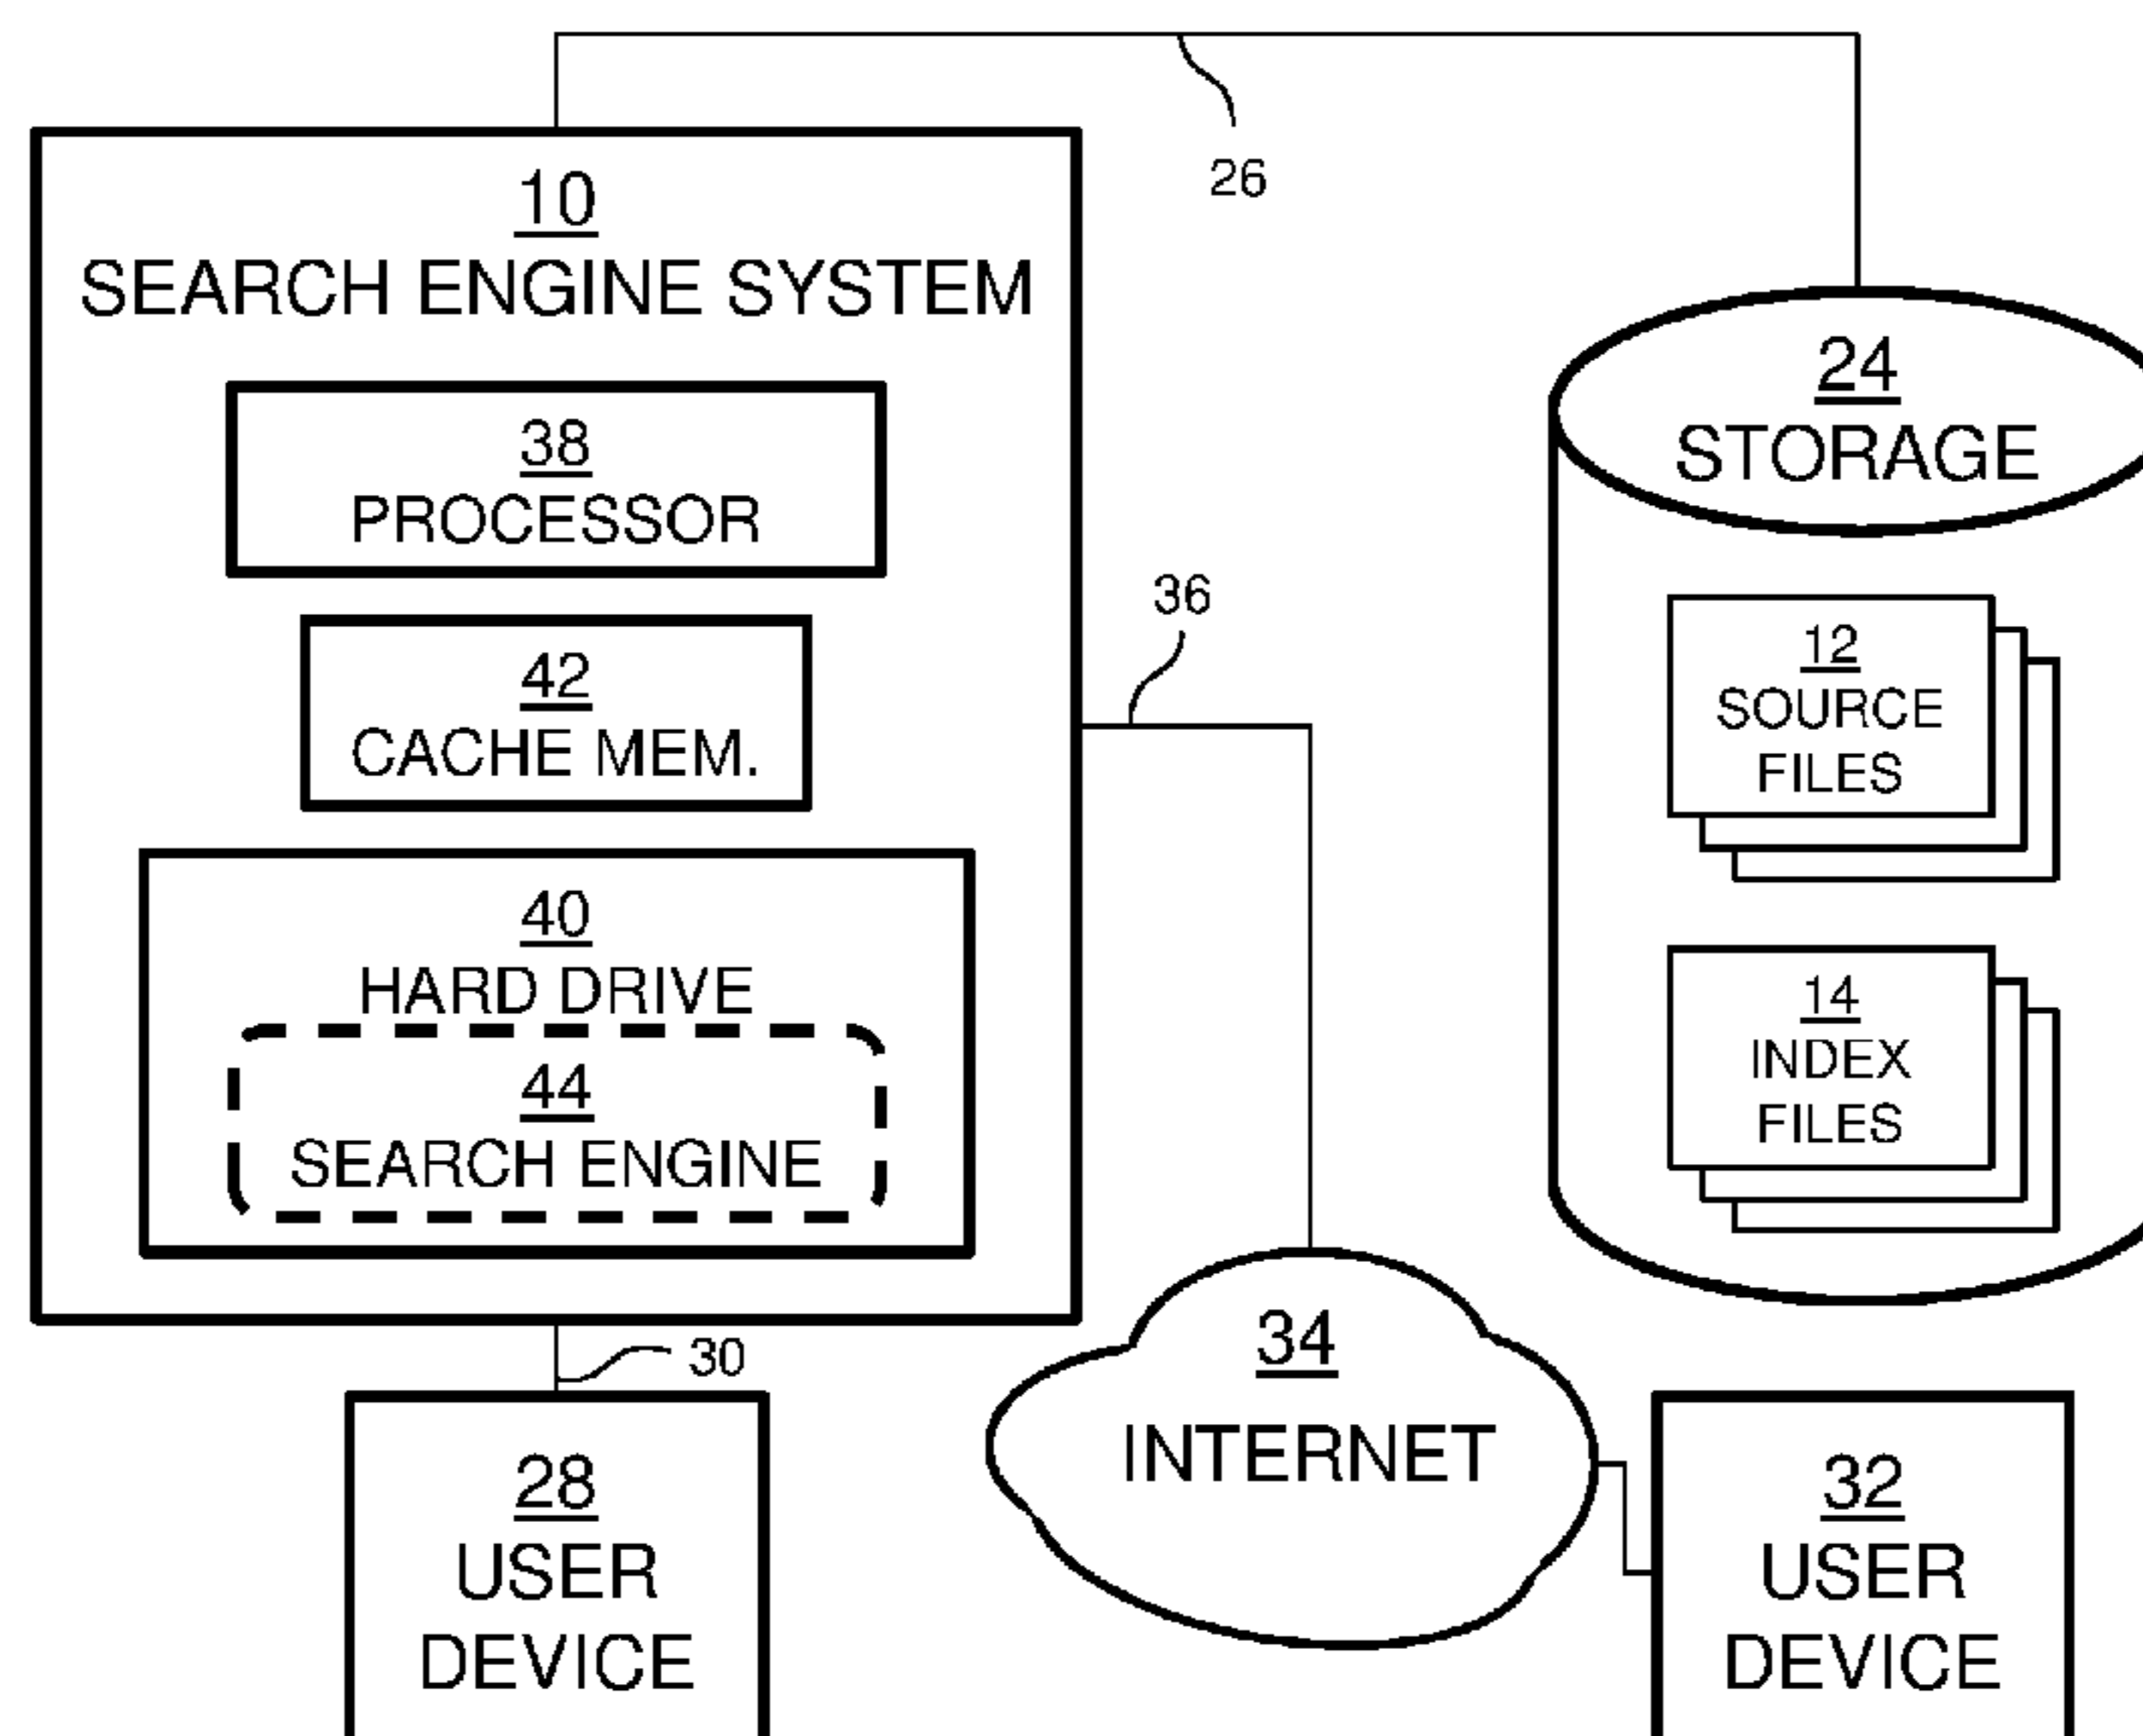 26
10
SEARCH ENGINE SYSTEM
38
PROCESSOR
42
CACHE MEM.
40
HARD DRIVE
44
SEARCH ENGINE
36
24
STORAGE
12
SOURCE
FILES
14
INDEX
FILES
30
28
USER
DEVICE
34
INTERNET
32
USER
DEVICE